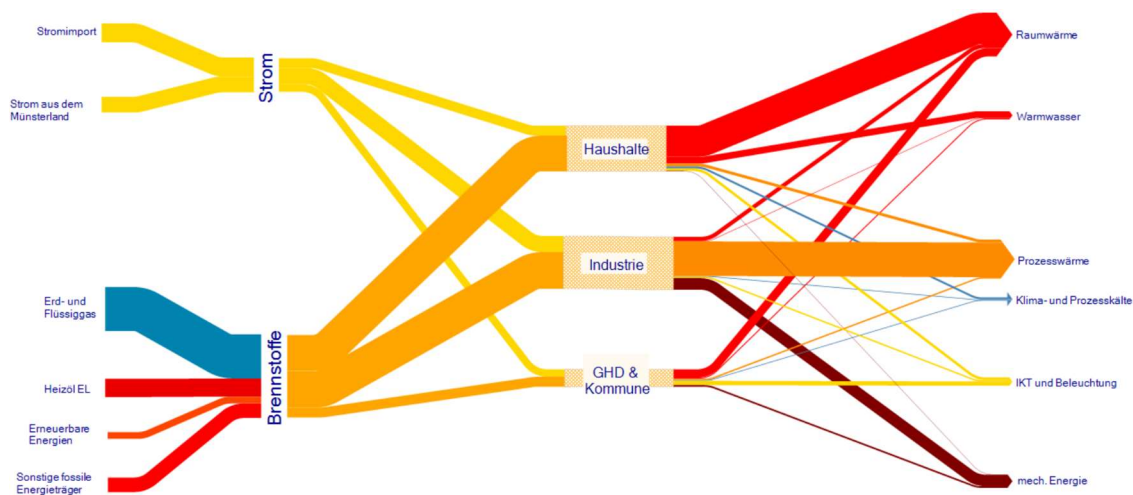 Stromimport
Strom aus dem
Münsterland
Erd- und
Flüssiggas
Heizöl EL
Erneuerbare
Energien
Sonstige fossile
Energieträger
Strom
Brennstoffe
Haushalte
Industrie
GHD &
Kommune
Raumwärme
Warmwasser
Prozesswärme
Klima- und Prozesskälte
IKT und Beleuchtung
mech. Energie